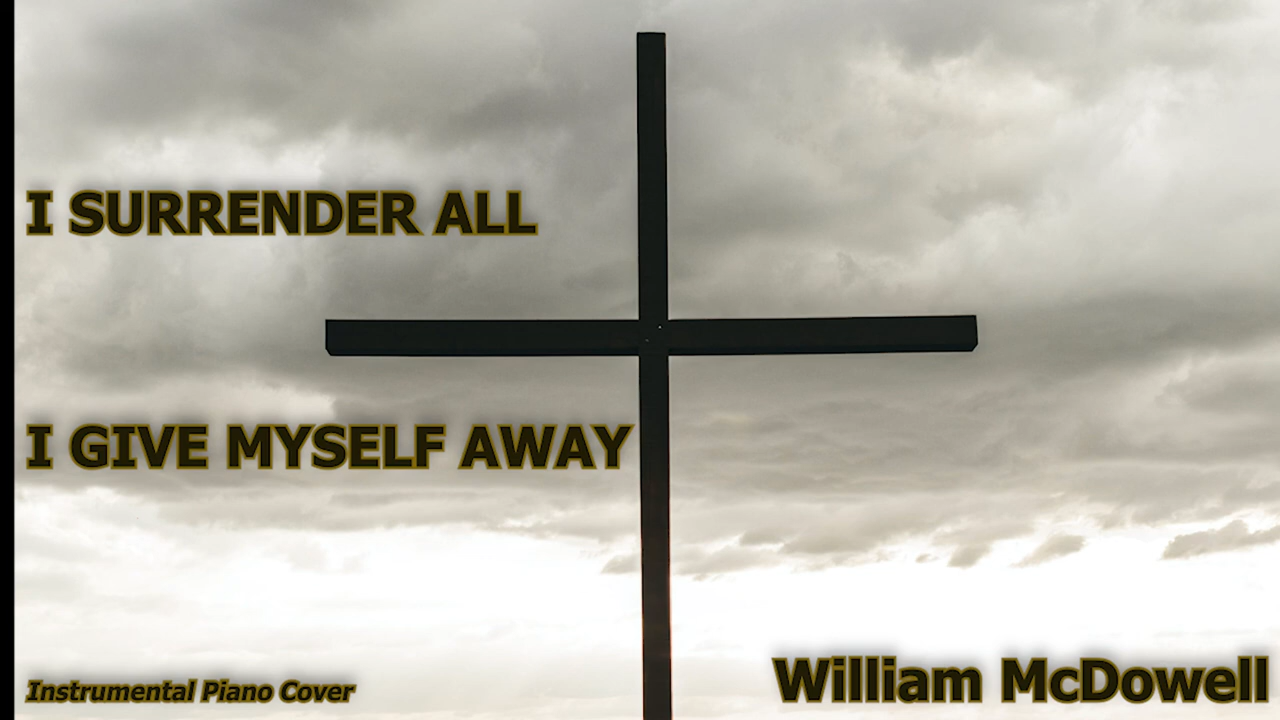 I SURRENDER ALL
I GIVE MYSELF AWAY
Instrumental Piano Cover
William McDowell